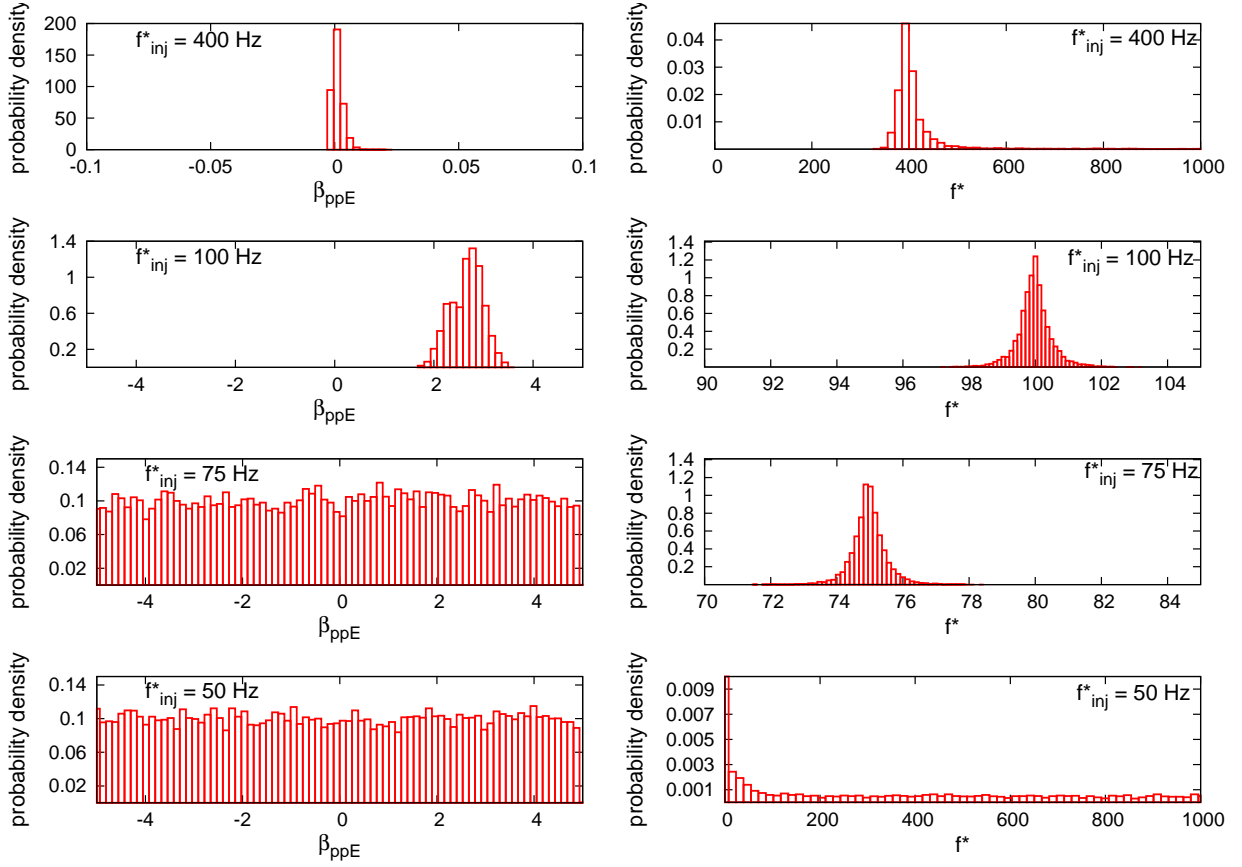 probability density
200
150
100
50
0
f*inj = 400 Hz
-0.1 -0.05 0 0.05 0.1
βppE
probability density
0.04
0.03
0.02
0.01
f*inj = 400 Hz
0 200 400 600 800 1000
f*
probability density
1.4
1
0.6
0.2
f*inj = 100 Hz
-4 -2 0 2 4
βppE
probability density
1.4
1.2
1
0.8
0.6
0.4
0.2
f*inj = 100 Hz
90 92 94 96 98 100 102 104
f*
probability density
0.14
0.1
0.06
0.02
f*inj = 75 Hz
-4 -2 0 2 4
βppE
probability density
1.4
1.2
1
0.8
0.6
0.4
0.2
f*inj = 75 Hz
70 72 74 76 78 80 82 84
f*
probability density
0.14
0.1
0.06
0.02
f*inj = 50 Hz
-4 -2 0 2 4
βppE
probability density
0.009
0.007
0.005
0.003
0.001
f*inj = 50 Hz
0 200 400 600 800 1000
f*